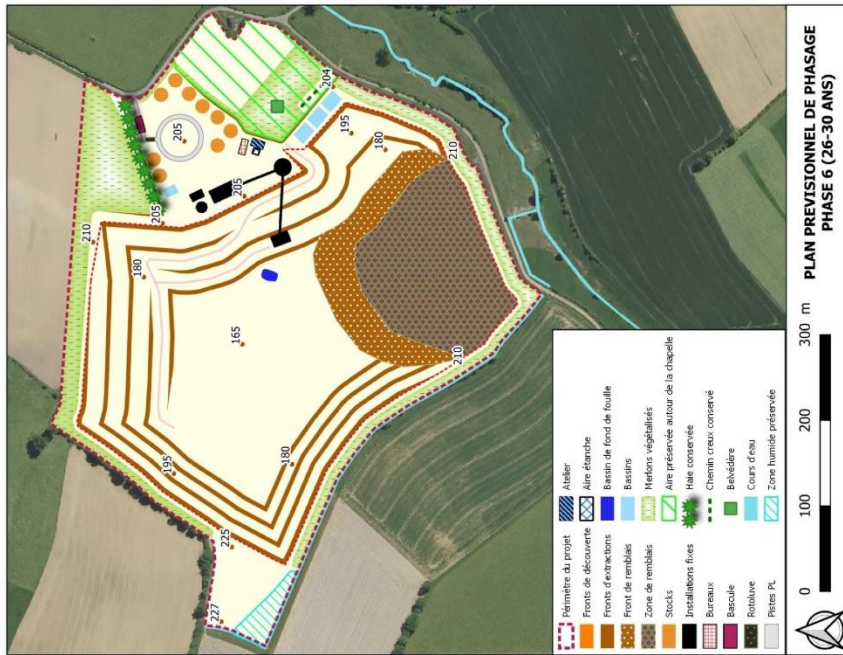 PLAN PREVISIONNEL DE PHASAGE
PHASE 6 (26-30 ANS)
0 100 200 300 m
Périmètre du projet
Fronts de découverte
Fronts d'extractions
Front de remblais
Zone de remblais
Stocks
Installations fixes
Bureaux
Bascule
Rotoluve
Pistes PL
Atelier
Aire étanche
Bassin de fond de fouille
Bassins
Merlons végétalisés
Aire préservée autour de la chapelle
Haie conservée
Chemin creux conservé
Belvédère
Cours d'eau
Zone humide préservée
227
225
195
180
210
165
180
210
205
205
205
204
195
180
210